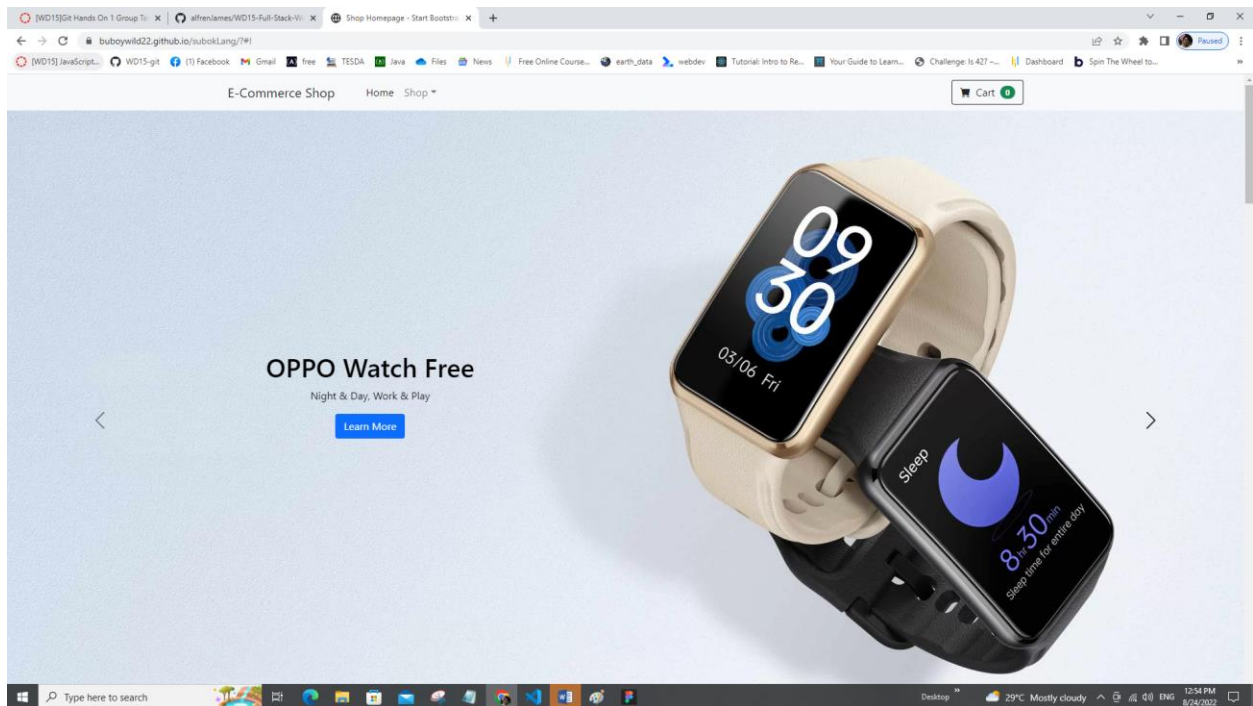 [WD15]Git Hands On 1 Group Ta
alfrenlames/WD15-Full-Stack-W
Shop Homepage - Start Bootstra
buboywild22.github.io/subokLang/?#!
Paused
[WD15] JavaScript...
WD15-git
(1) Facebook
Gmail
free
TESDA
Java
Files
News
Free Online Course...
earth_data
webdev
Tutorial: Intro to Re...
Your Guide to Learn...
Challenge: Is 427 –...
Dashboard
Spin The Wheel to...
E-Commerce Shop
Home
Shop
Cart 0
OPPO Watch Free
Night & Day, Work & Play
Learn More
09
30
03/06 Fri
Sleep
8 hr 30 min
Sleep time for entire day
Type here to search
Desktop
29°C Mostly cloudy
ENG
12:54 PM
8/24/2022